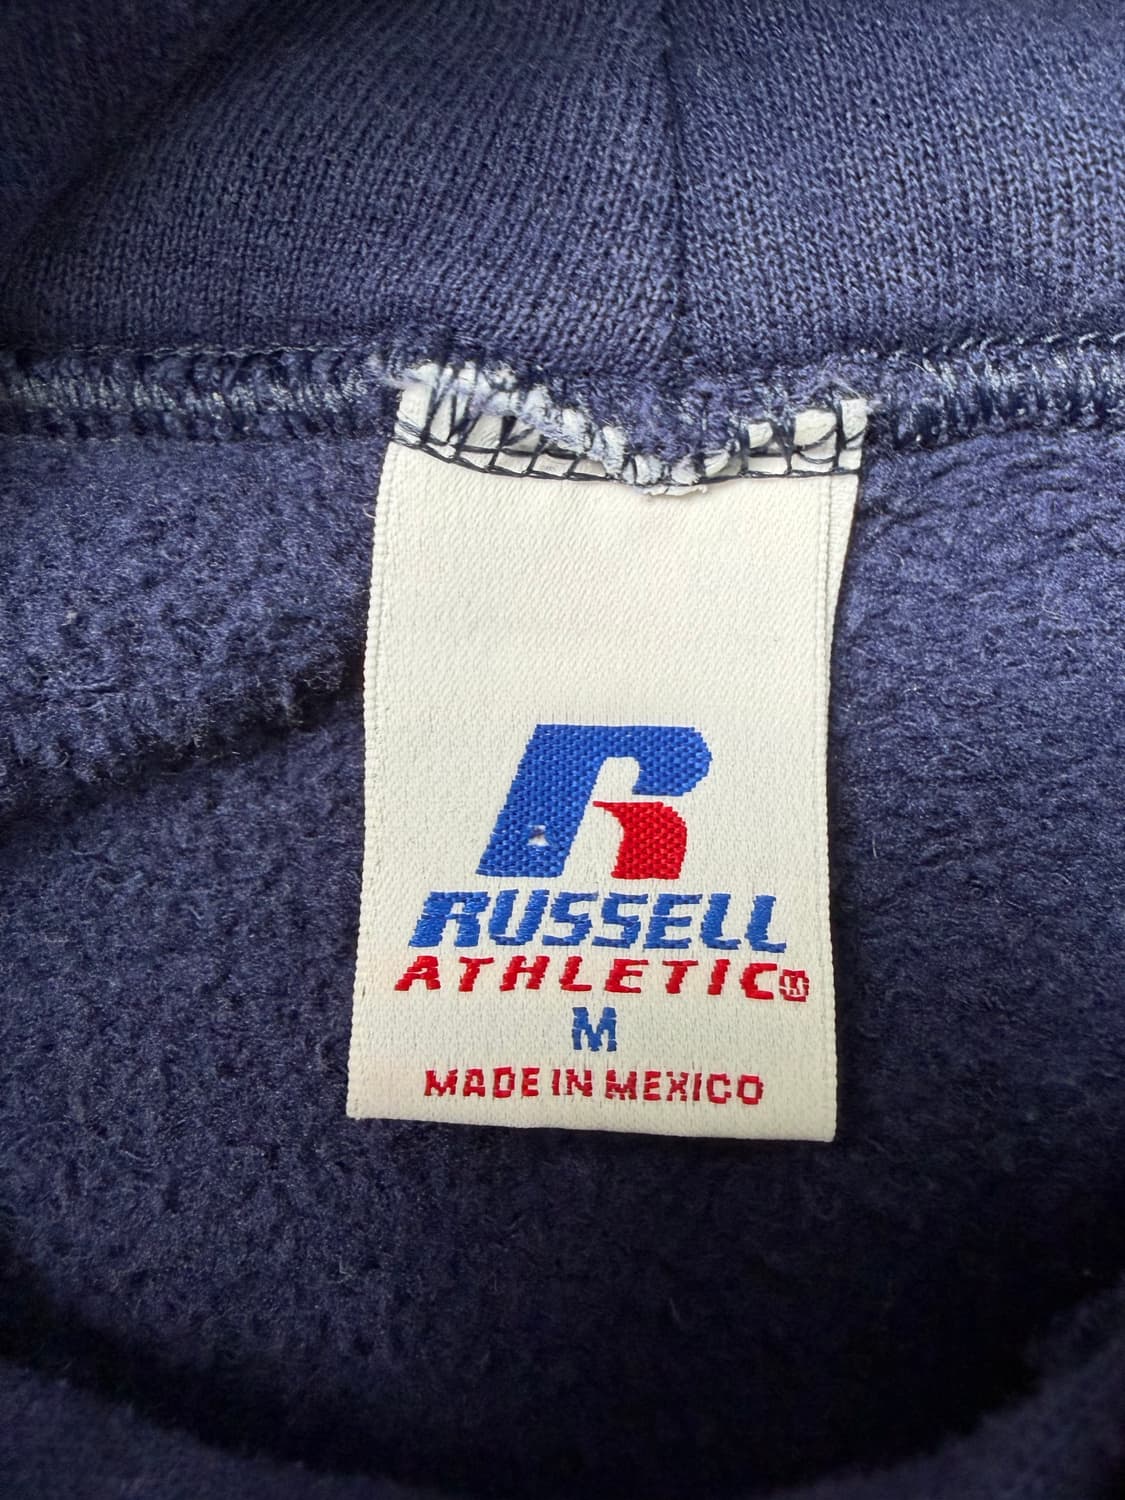 R
RUSSELL
ATHLETIC®
M
MADE IN MEXICO